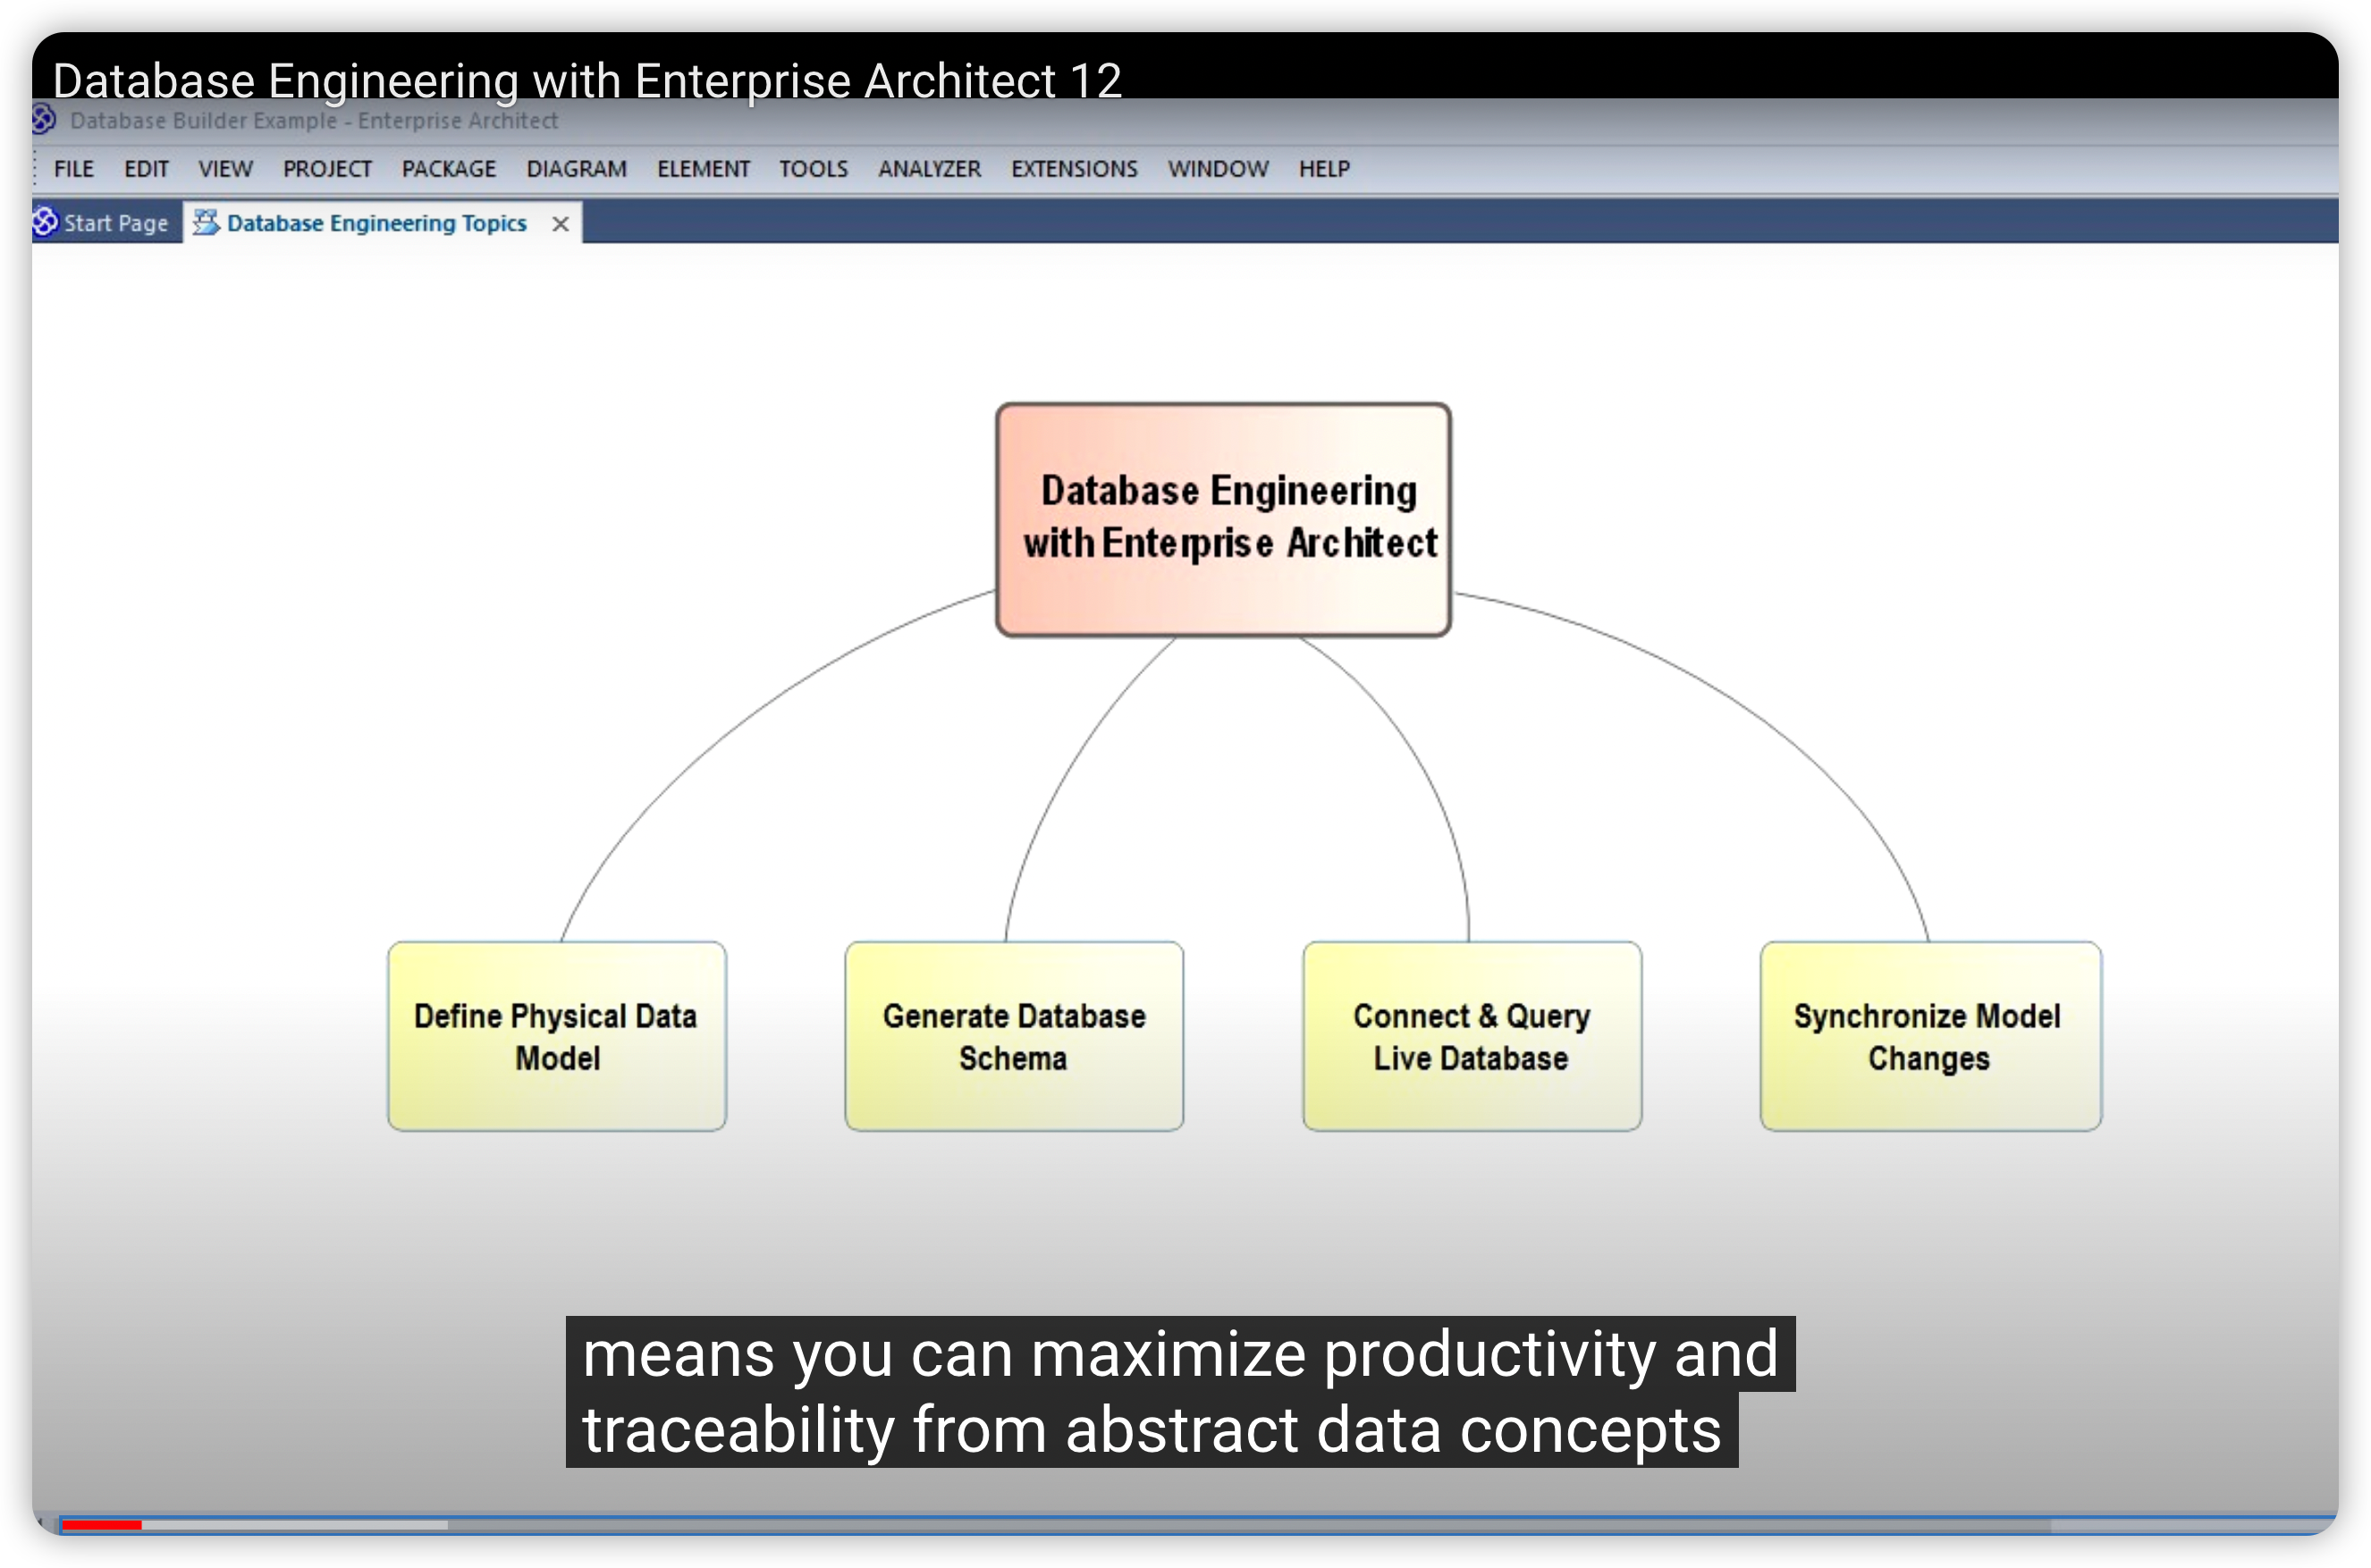 Database Engineering with Enterprise Architect 12
Database Builder Example - Enterprise Architect
FILE EDIT VIEW PROJECT PACKAGE DIAGRAM ELEMENT TOOLS ANALYZER EXTENSIONS WINDOW HELP
Start Page Database Engineering Topics
Database Engineering
with Enterprise Architect
Define Physical Data
Model
Generate Database
Schema
Connect & Query
Live Database
Synchronize Model
Changes
means you can maximize productivity and
traceability from abstract data concepts